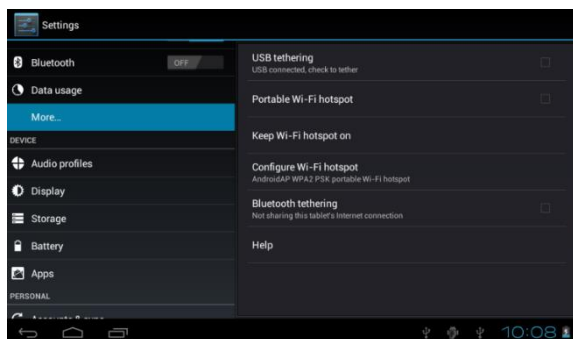 Settings
Bluetooth
OFF
Data usage
More...
DEVICE
Audio profiles
Display
Storage
Battery
Apps
PERSONAL
USB tethering
USB connected, check to tether
Portable Wi-Fi hotspot
Keep Wi-Fi hotspot on
Configure Wi-Fi hotspot
AndroidAP WPA2 PSK portable Wi-Fi hotspot
Bluetooth tethering
Not sharing this tablet's Internet connection
Help
10:08